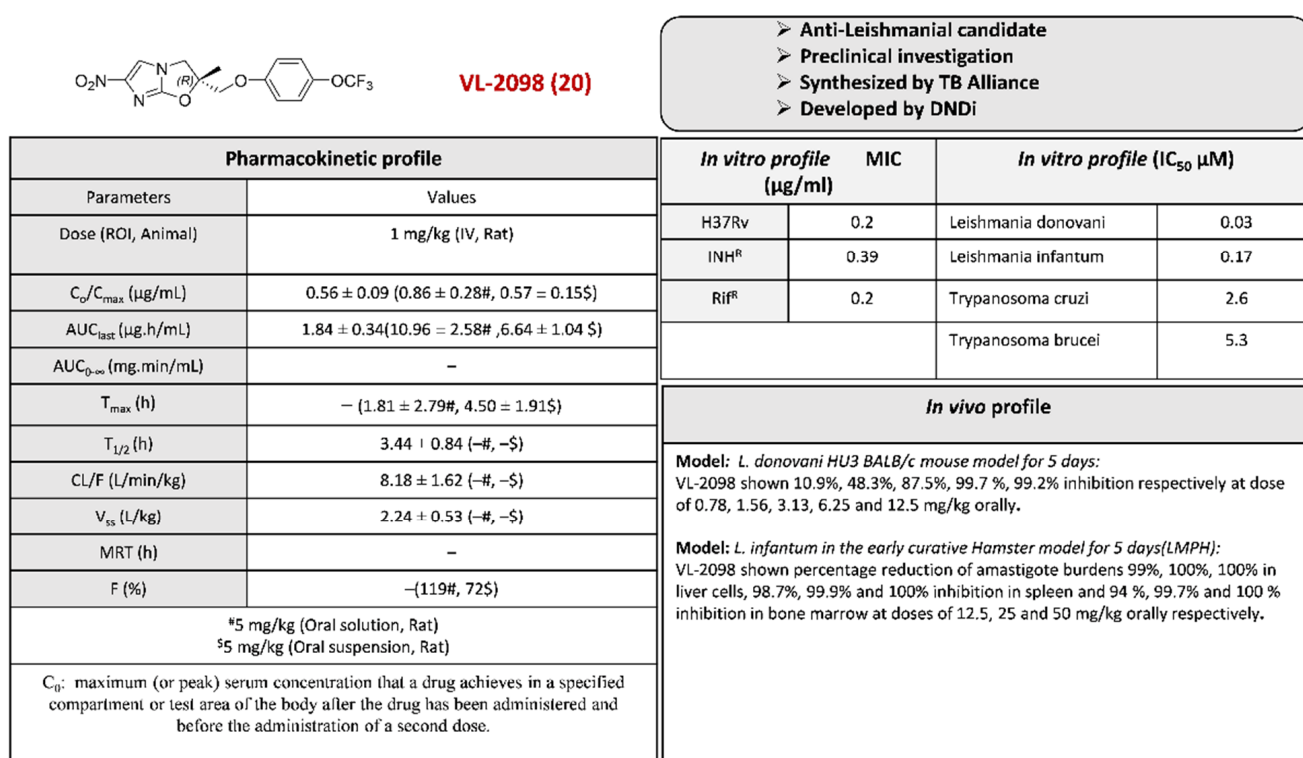 O₂N
N
(R)
N
O
O
OCF₃
VL-2098 (20)
➢ Anti-Leishmanial candidate
➢ Preclinical investigation
➢ Synthesized by TB Alliance
➢ Developed by DNDi
Pharmacokinetic profile
Parameters Values
Dose (ROI, Animal) 1 mg/kg (IV, Rat)
Cₒ/Cmax (µg/mL) 0.56 ± 0.09 (0.86 ± 0.28#, 0.57 = 0.15$)
AUClast (µg.h/mL) 1.84 ± 0.34(10.96 = 2.58# ,6.64 ± 1.04 $)
AUC0-∞ (mg.min/mL) –
Tmax (h) – (1.81 ± 2.79#, 4.50 ± 1.91$)
T1/2 (h) 3.44 ± 0.84 (–#, –$)
CL/F (L/min/kg) 8.18 ± 1.62 (–#, –$)
Vss (L/kg) 2.24 ± 0.53 (–#, –$)
MRT (h) –
F (%) –(119#, 72$)
#5 mg/kg (Oral solution, Rat)
$5 mg/kg (Oral suspension, Rat)
C₀: maximum (or peak) serum concentration that a drug achieves in a specified
compartment or test area of the body after the drug has been administered and
before the administration of a second dose.
In vitro profile MIC
(µg/ml)
In vitro profile (IC₅₀ µM)
H37Rv 0.2 Leishmania donovani 0.03
INHᴿ 0.39 Leishmania infantum 0.17
Rifᴿ 0.2 Trypanosoma cruzi 2.6
Trypanosoma brucei 5.3
In vivo profile
Model: L. donovani HU3 BALB/c mouse model for 5 days:
VL-2098 shown 10.9%, 48.3%, 87.5%, 99.7 %, 99.2% inhibition respectively at dose
of 0.78, 1.56, 3.13, 6.25 and 12.5 mg/kg orally.
Model: L. infantum in the early curative Hamster model for 5 days(LMPH):
VL-2098 shown percentage reduction of amastigote burdens 99%, 100%, 100% in
liver cells, 98.7%, 99.9% and 100% inhibition in spleen and 94 %, 99.7% and 100 %
inhibition in bone marrow at doses of 12.5, 25 and 50 mg/kg orally respectively.